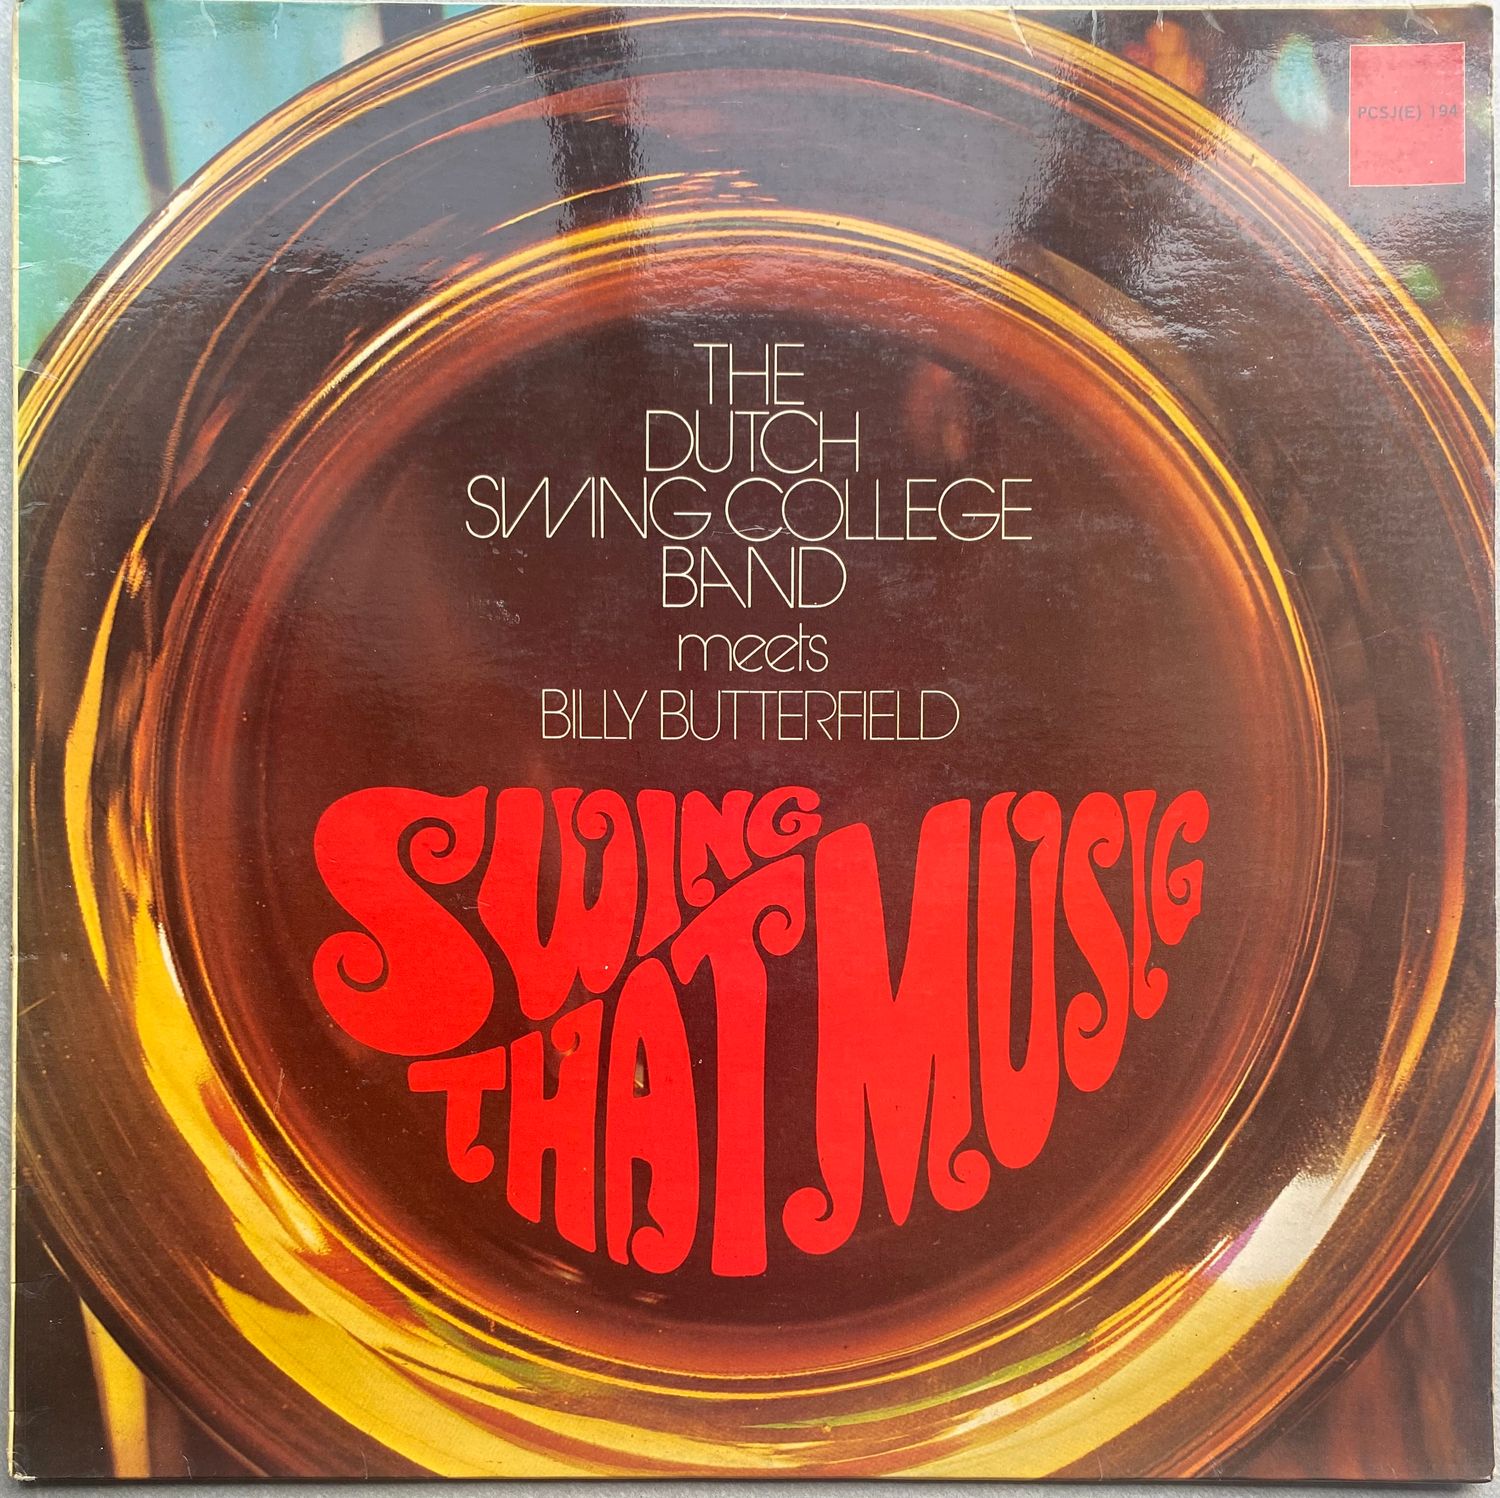 PCSJ(E) 194
THE
DUTCH
SWING COLLEGE
BAND
meets
BILLY BUTTERFIELD
SWING
THAT MUSIC